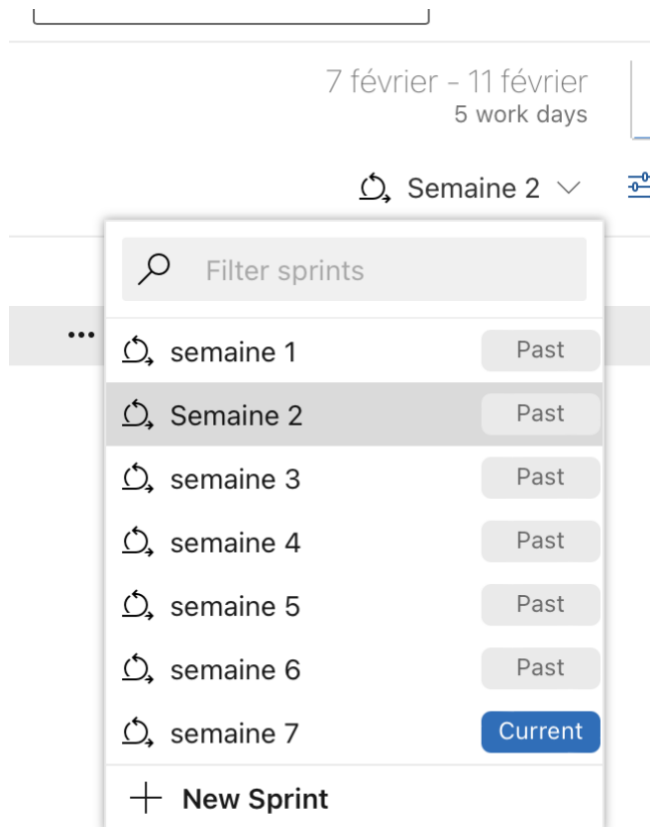 7 février - 11 février
5 work days
Semaine 2
Filter sprints
semaine 1 Past
Semaine 2 Past
semaine 3 Past
semaine 4 Past
semaine 5 Past
semaine 6 Past
semaine 7 Current
New Sprint